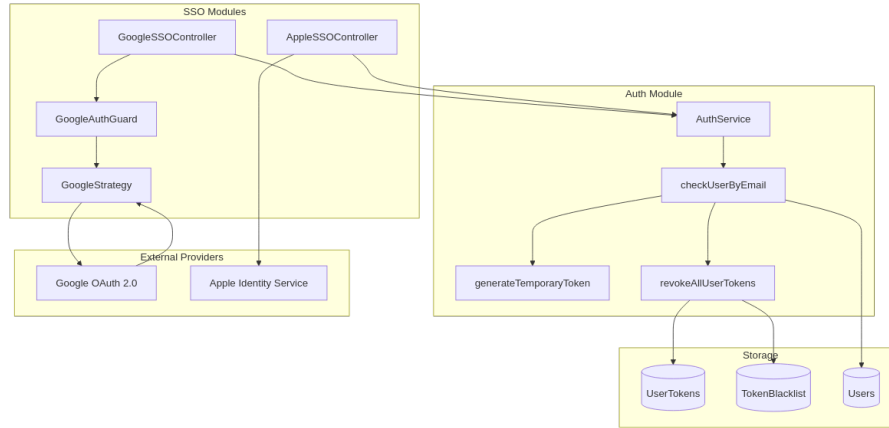 SSO Modules
GoogleSSOController
AppleSSOController
GoogleAuthGuard
GoogleStrategy
External Providers
Google OAuth 2.0
Apple Identity Service
Auth Module
AuthService
checkUserByEmail
generateTemporaryToken
revokeAllUserTokens
Storage
UserTokens
TokenBlacklist
Users